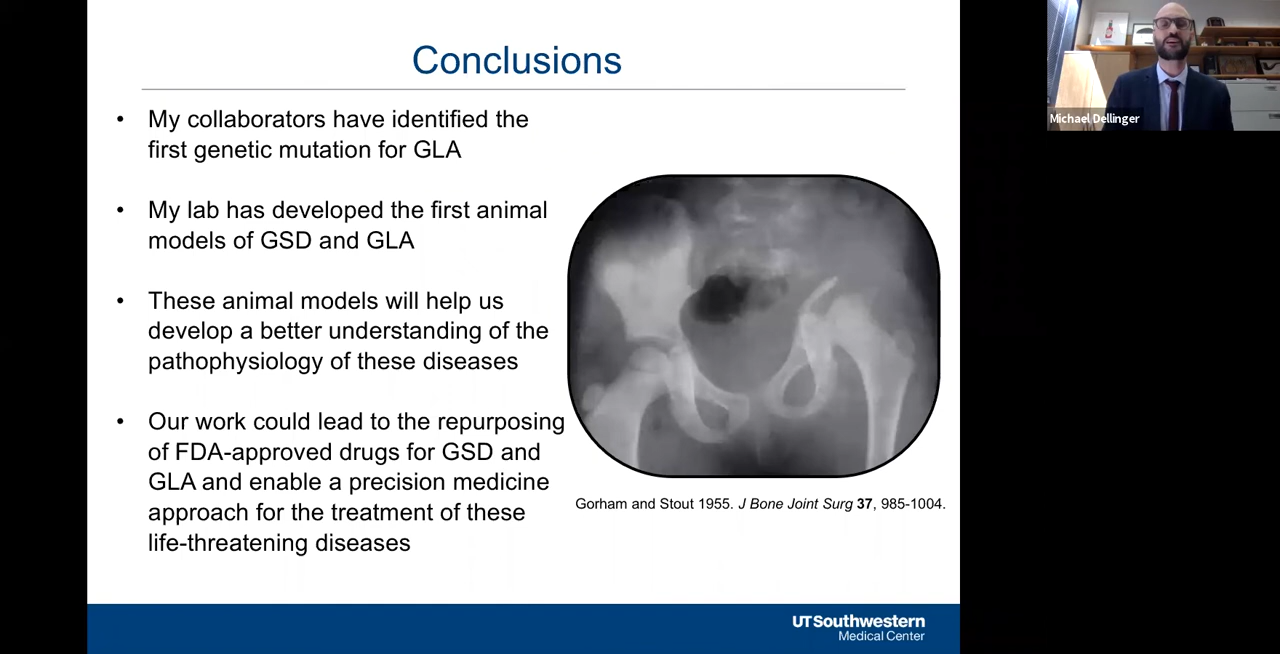 Conclusions
• My collaborators have identified the
first genetic mutation for GLA
• My lab has developed the first animal
models of GSD and GLA
• These animal models will help us
develop a better understanding of the
pathophysiology of these diseases
• Our work could lead to the repurposing
of FDA-approved drugs for GSD and
GLA and enable a precision medicine
approach for the treatment of these
life-threatening diseases
Gorham and Stout 1955. J Bone Joint Surg 37, 985-1004.
UTSouthwestern
Medical Center
Michael Dellinger